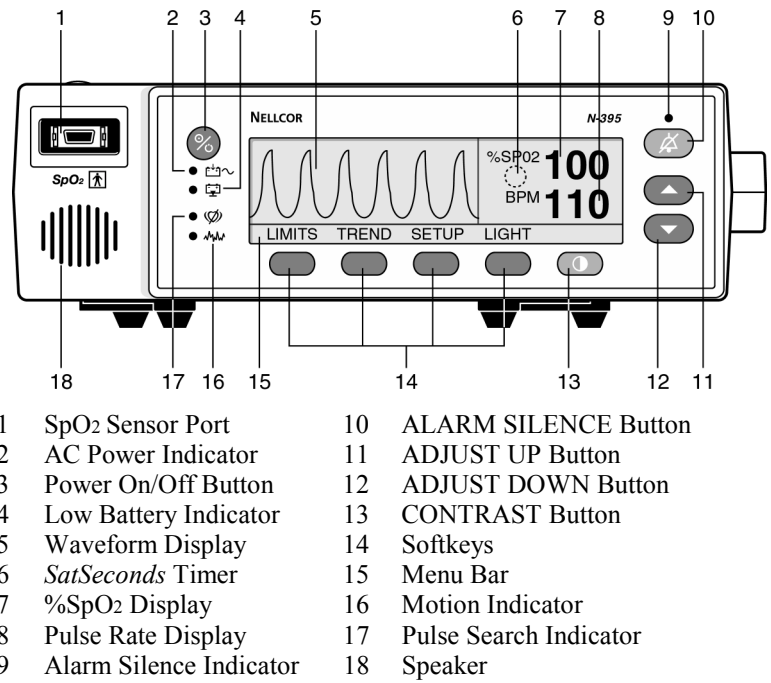 1 2 3 4 5 6 7 8 9 10
NELLCOR N-395
%SP02 100
SpO2
BPM 110
LIMITS TREND SETUP LIGHT
18 17 16 15 14 13 12 11
1 SpO2 Sensor Port
2 AC Power Indicator
3 Power On/Off Button
4 Low Battery Indicator
5 Waveform Display
6 SatSeconds Timer
7 %SpO2 Display
8 Pulse Rate Display
9 Alarm Silence Indicator
10 ALARM SILENCE Button
11 ADJUST UP Button
12 ADJUST DOWN Button
13 CONTRAST Button
14 Softkeys
15 Menu Bar
16 Motion Indicator
17 Pulse Search Indicator
18 Speaker